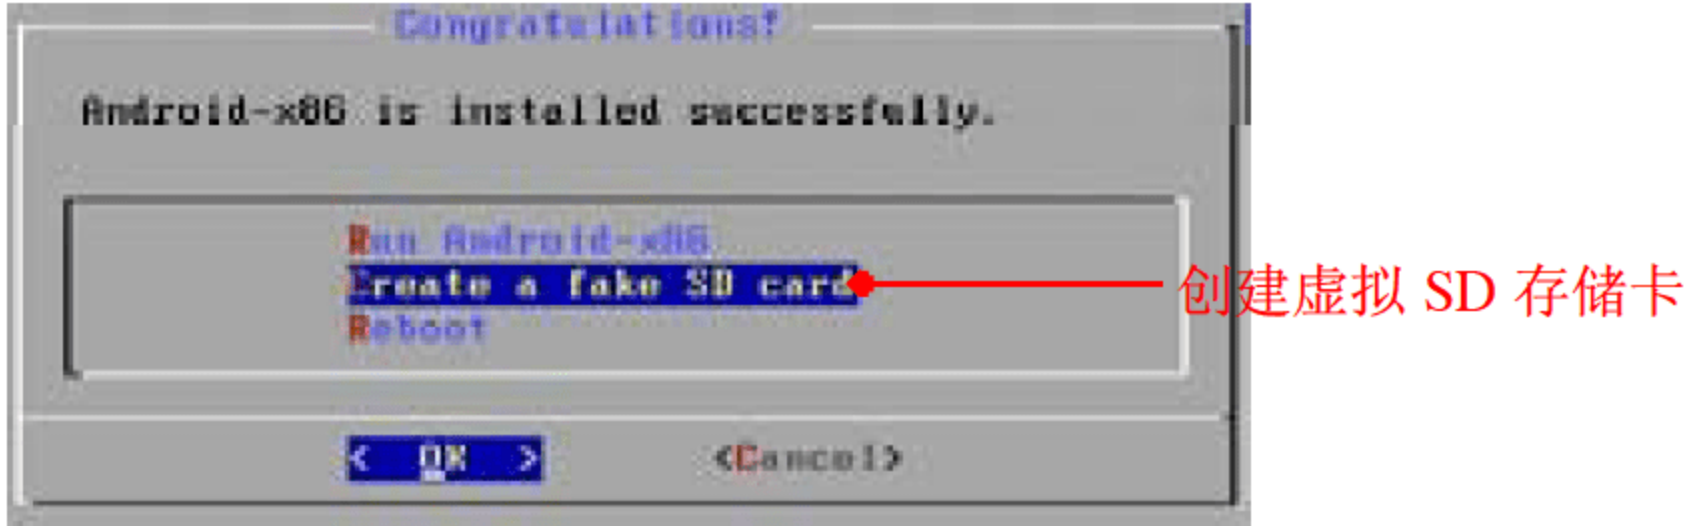 Congratulations!
Android-x86 is installed successfully.
Run Android-x86
Create a fake SD card
创建虚拟 SD 存储卡
Reboot
< OK >
<Cancel>